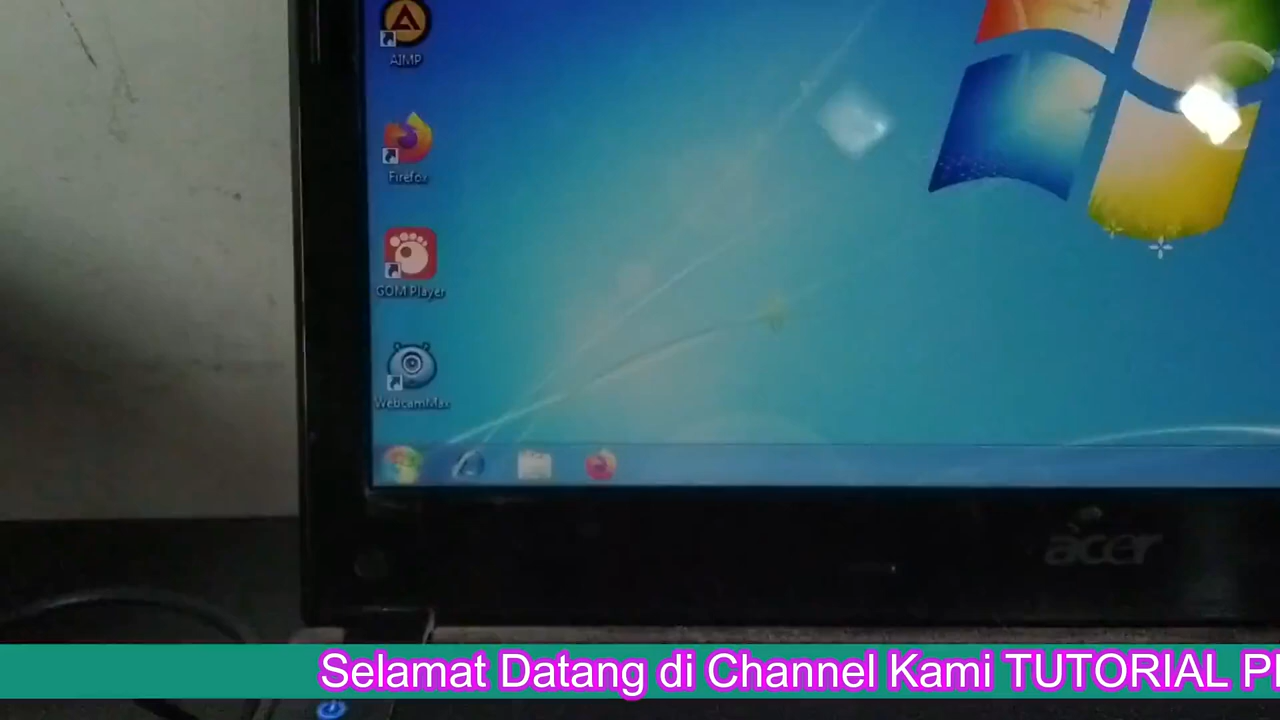 AIMP
Firefox
GOM Player
WebcamMax
acer
Selamat Datang di Channel Kami TUTORIAL